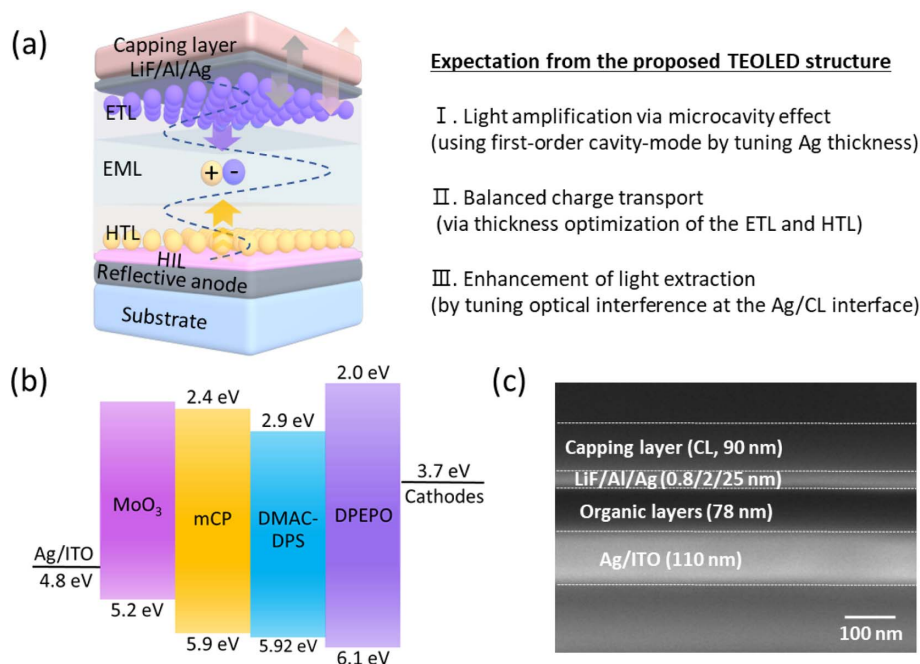 (a)
Capping layer
LiF/Al/Ag
ETL
EML
+ -
HTL
HIL
Reflective anode
Substrate
Expectation from the proposed TEOLED structure
Ⅰ. Light amplification via microcavity effect
(using first-order cavity-mode by tuning Ag thickness)
Ⅱ. Balanced charge transport
(via thickness optimization of the ETL and HTL)
Ⅲ. Enhancement of light extraction
(by tuning optical interference at the Ag/CL interface)
(b)
2.0 eV
2.4 eV
2.9 eV
3.7 eV
Cathodes
MoO₃
mCP
DMAC-
DPS
DPEPO
Ag/ITO
4.8 eV
5.2 eV
5.9 eV
5.92 eV
6.1 eV
(c)
Capping layer (CL, 90 nm)
LiF/Al/Ag (0.8/2/25 nm)
Organic layers (78 nm)
Ag/ITO (110 nm)
100 nm